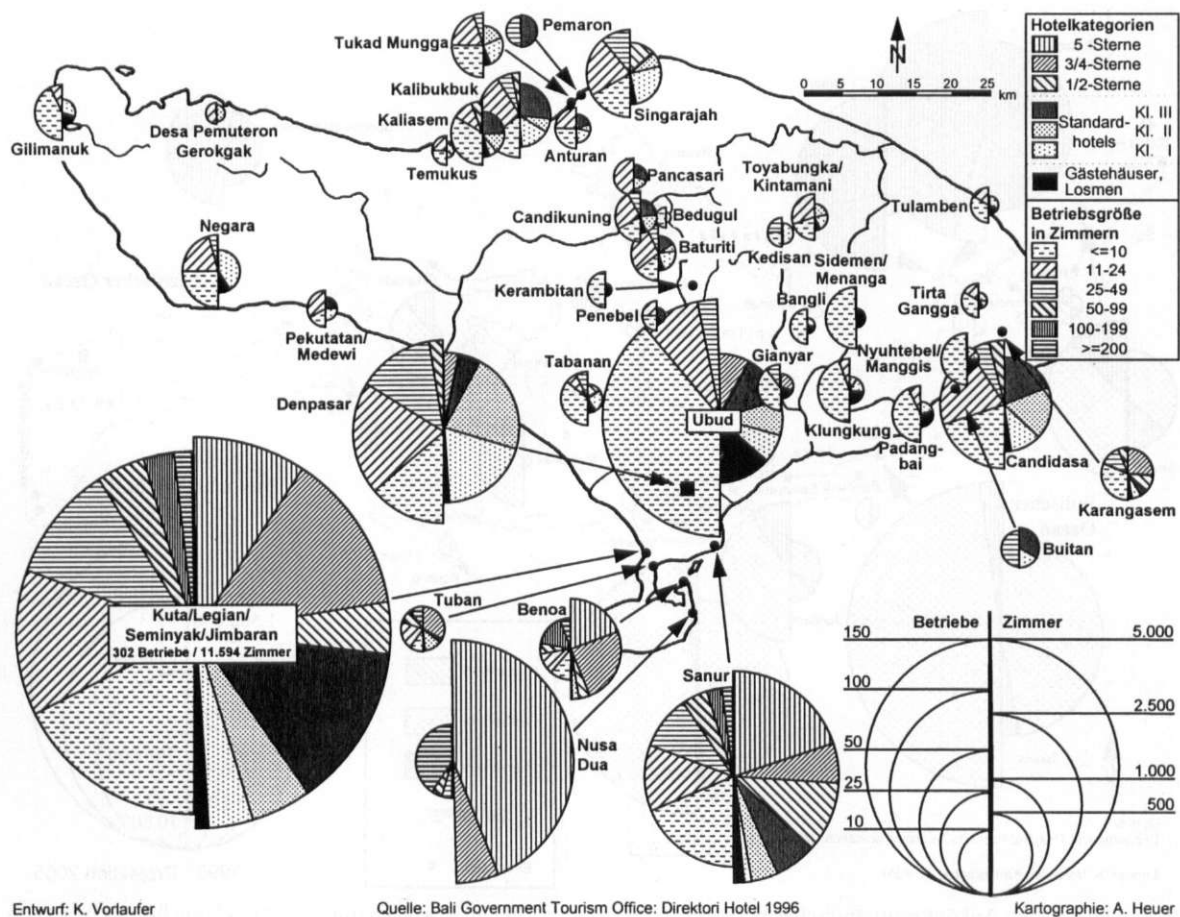 Tukad Mungga
Pemaron
Kalibukbuk
Kaliasem
Singarajah
Gilimanuk
Desa Pemuteron
Gerokgak
Temukus
Anturan
Pancasari
Toyabungka/
Kintamani
Candikuning
Bedugul
Tulamben
Negara
Baturiti
Kedisan
Sidemen/
Menanga
Kerambitan
Bangli
Tirta
Gangga
Penebel
Pekutatan/
Medewi
Gianyar
Nyuhtebel/
Manggis
Tabanan
Denpasar
Ubud
Klungkung
Padang-
bai
Candidasa
Karangasem
Buitan
Kuta/Legian/
Seminyak/Jimbaran
302 Betriebe / 11.594 Zimmer
Tuban
Benoa
Sanur
Nusa
Dua
N
0 5 10 15 20 25
km
Hotelkategorien
5 -Sterne
3/4-Sterne
1/2-Sterne
Standard-
hotels
Kl. III
Kl. II
Kl. I
Gästehäuser,
Losmen
Betriebsgröße
in Zimmern
<=10
11-24
25-49
50-99
100-199
>=200
Betriebe Zimmer
150 5.000
100
2.500
50
1.000
25
500
10
Entwurf: K. Vorlaufer
Quelle: Bali Government Tourism Office: Direktori Hotel 1996
Kartographie: A. Heuer